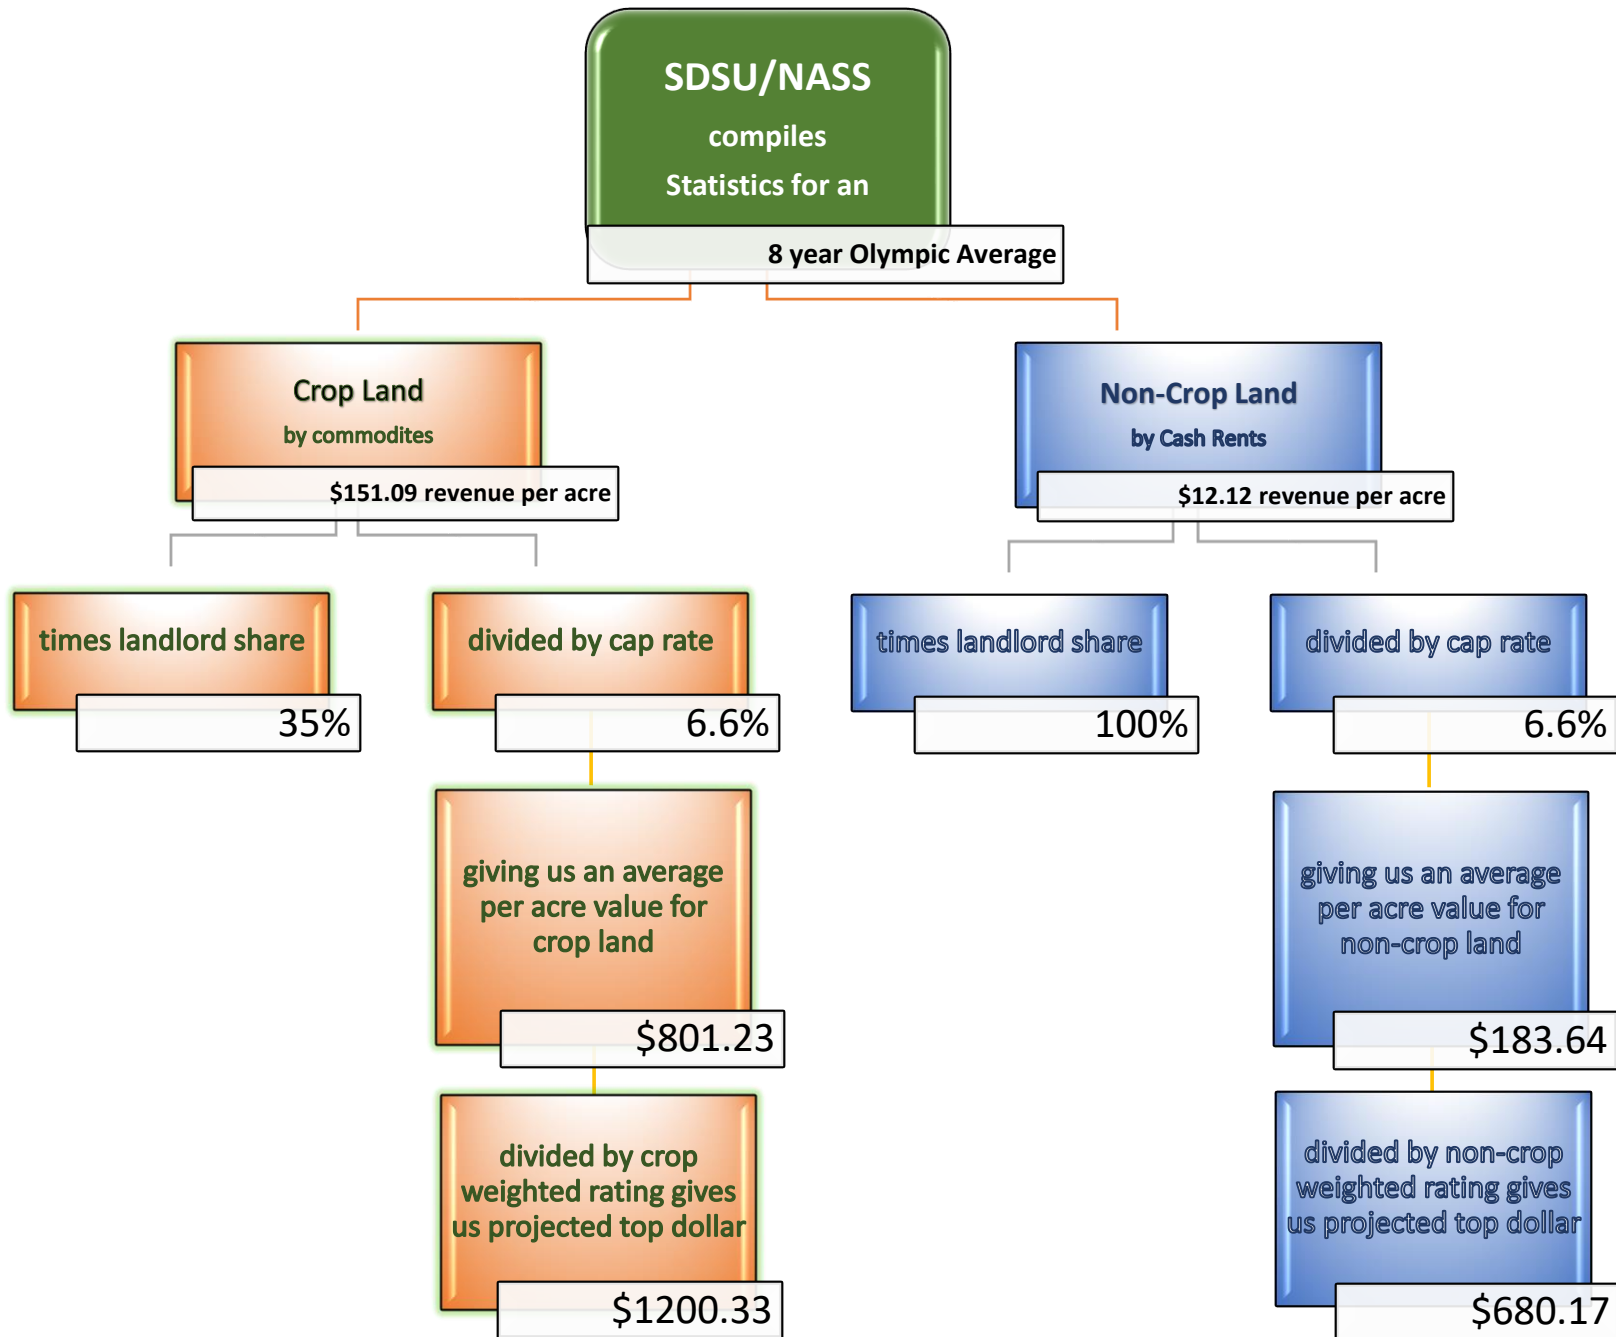 SDSU/NASS
compiles
Statistics for an
8 year Olympic Average
Crop Land
by commodites
$151.09 revenue per acre
times landlord share
35%
divided by cap rate
6.6%
giving us an average
per acre value for
crop land
$801.23
divided by crop
weighted rating gives
us projected top dollar
$1200.33
Non-Crop Land
by Cash Rents
$12.12 revenue per acre
times landlord share
100%
divided by cap rate
6.6%
giving us an average
per acre value for
non-crop land
$183.64
divided by non-crop
weighted rating gives
us projected top dollar
$680.17